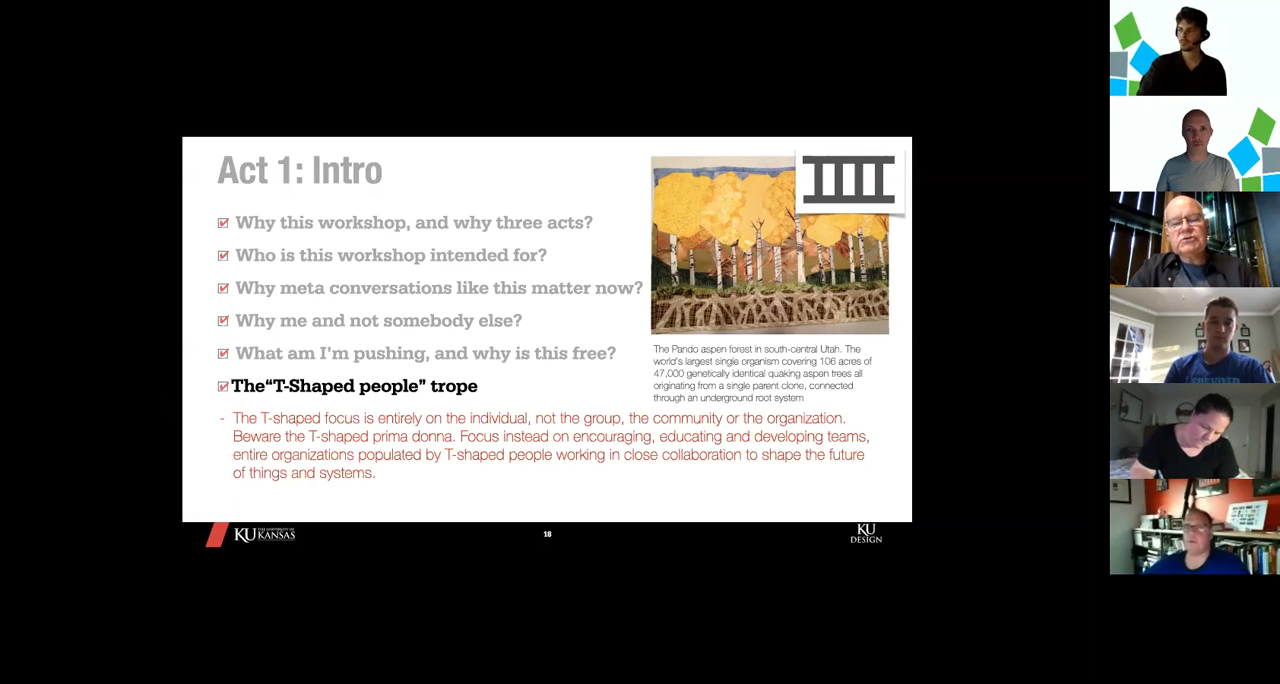 Act 1: Intro
Why this workshop, and why three acts?
Who is this workshop intended for?
Why meta conversations like this matter now?
Why me and not somebody else?
What am I’m pushing, and why is this free?
The“T-Shaped people” trope
- The T-shaped focus is entirely on the individual, not the group, the community or the organization.
Beware the T-shaped prima donna. Focus instead on encouraging, educating and developing teams,
entire organizations populated by T-shaped people working in close collaboration to shape the future
of things and systems.
The Pando aspen forest in south-central Utah. The
world’s largest single organism covering 106 acres of
47,000 genetically identical quaking aspen trees all
originating from a single parent clone, connected
through an underground root system
KU THE UNIVERSITY OF
KANSAS
18
KU
DESIGN